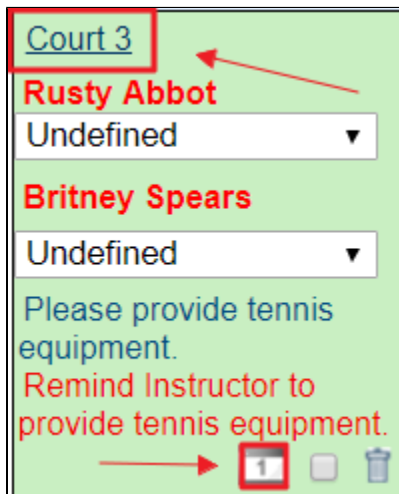 Court 3
Rusty Abbot
Undefined
Britney Spears
Undefined
Please provide tennis
equipment.
Remind Instructor to
provide tennis equipment.
1